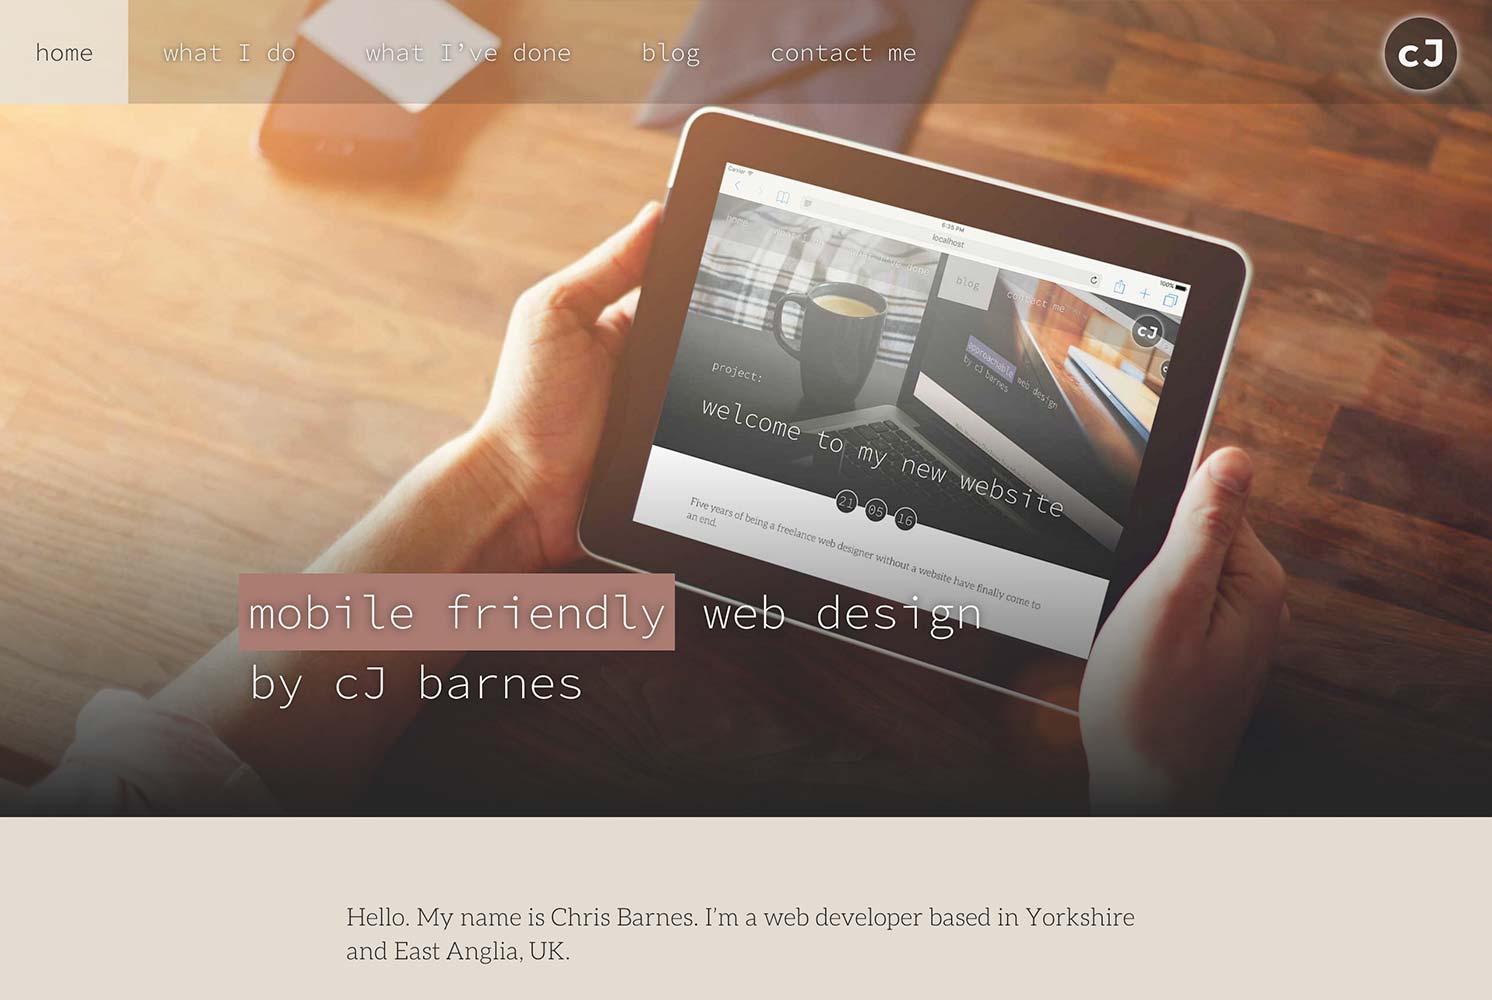 home what I do what I've done blog contact me cJ
Carrier
6:35 PM
100%
localhost
home what I do what I've done blog contact me cJ
approachable web design
by cJ barnes
project:
welcome to my new website
21 05 16
Five years of being a freelance web designer without a website have finally come to
an end.
mobile friendly web design
by cJ barnes
Hello. My name is Chris Barnes. I'm a web developer based in Yorkshire
and East Anglia, UK.